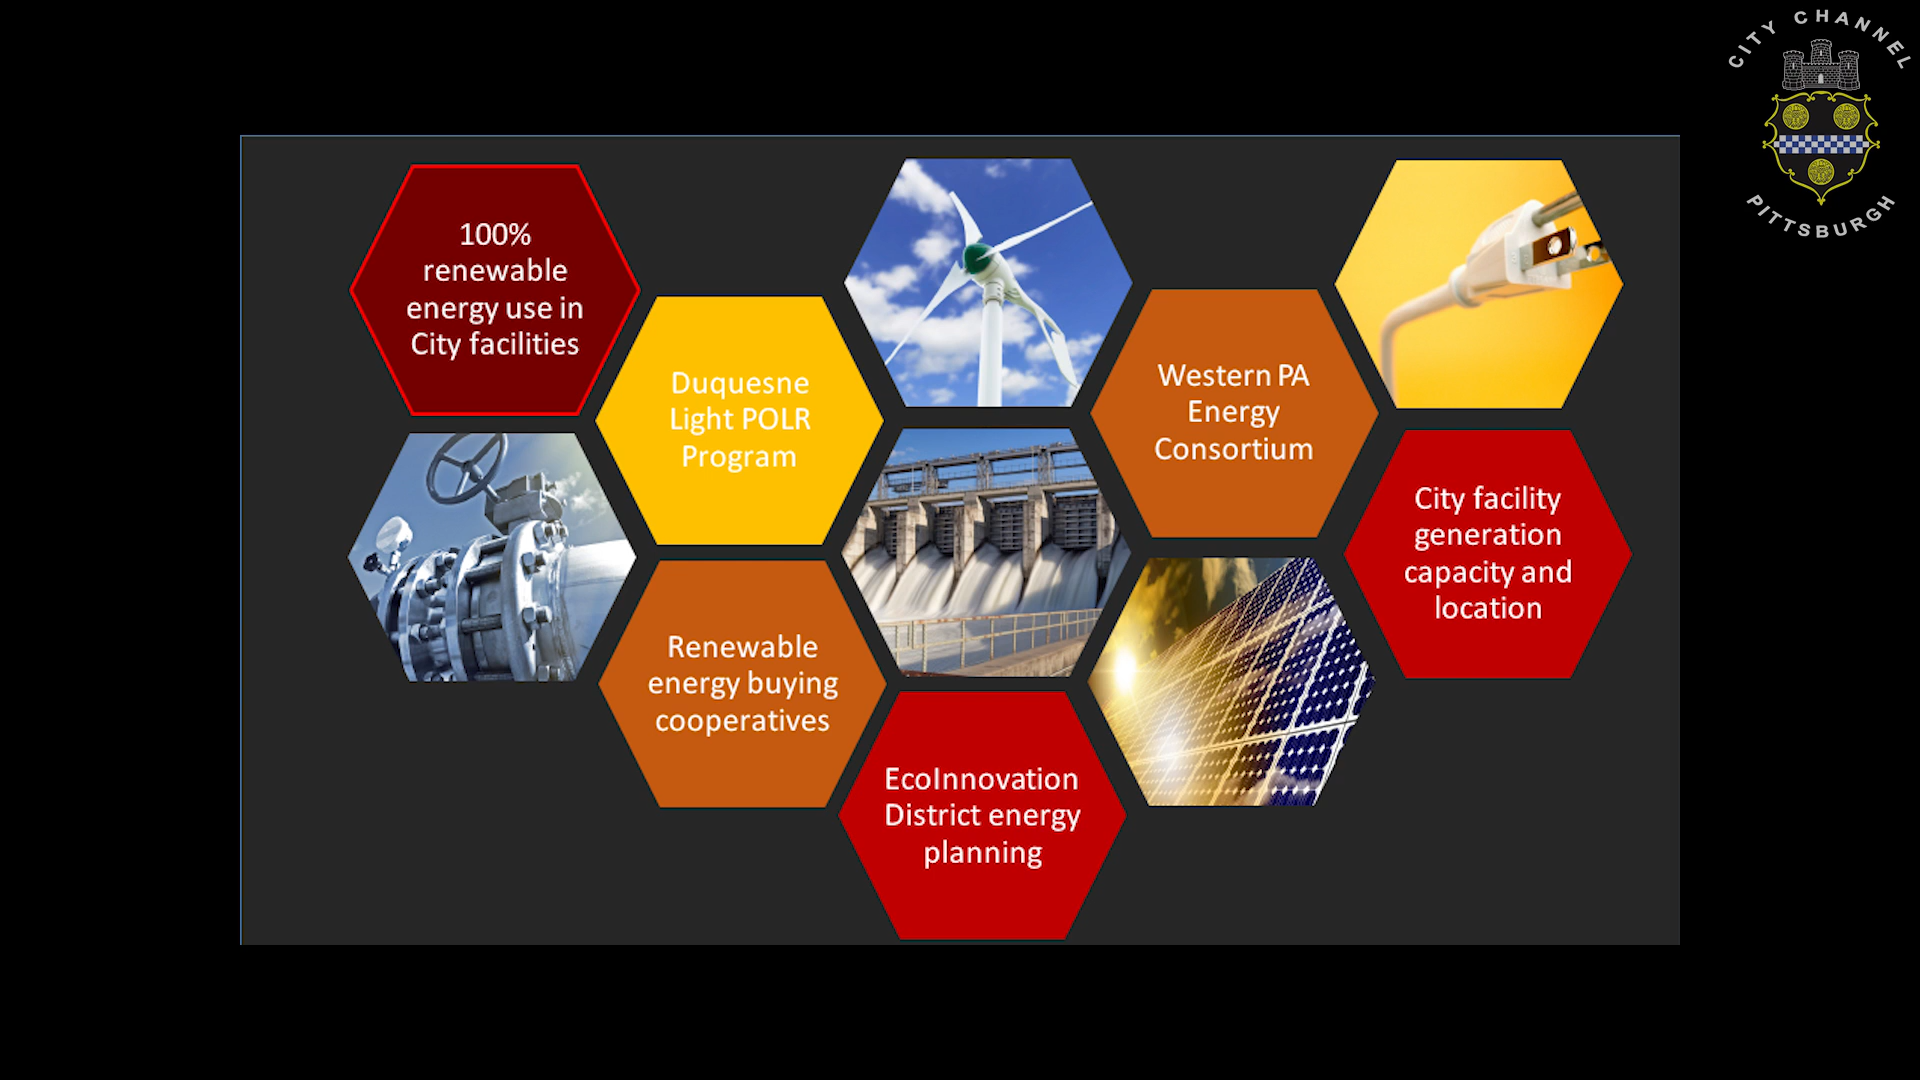 CITY CHANNEL
PITTSBURGH
100%
renewable
energy use in
City facilities
Duquesne
Light POLR
Program
Western PA
Energy
Consortium
City facility
generation
capacity and
location
Renewable
energy buying
cooperatives
EcoInnovation
District energy
planning